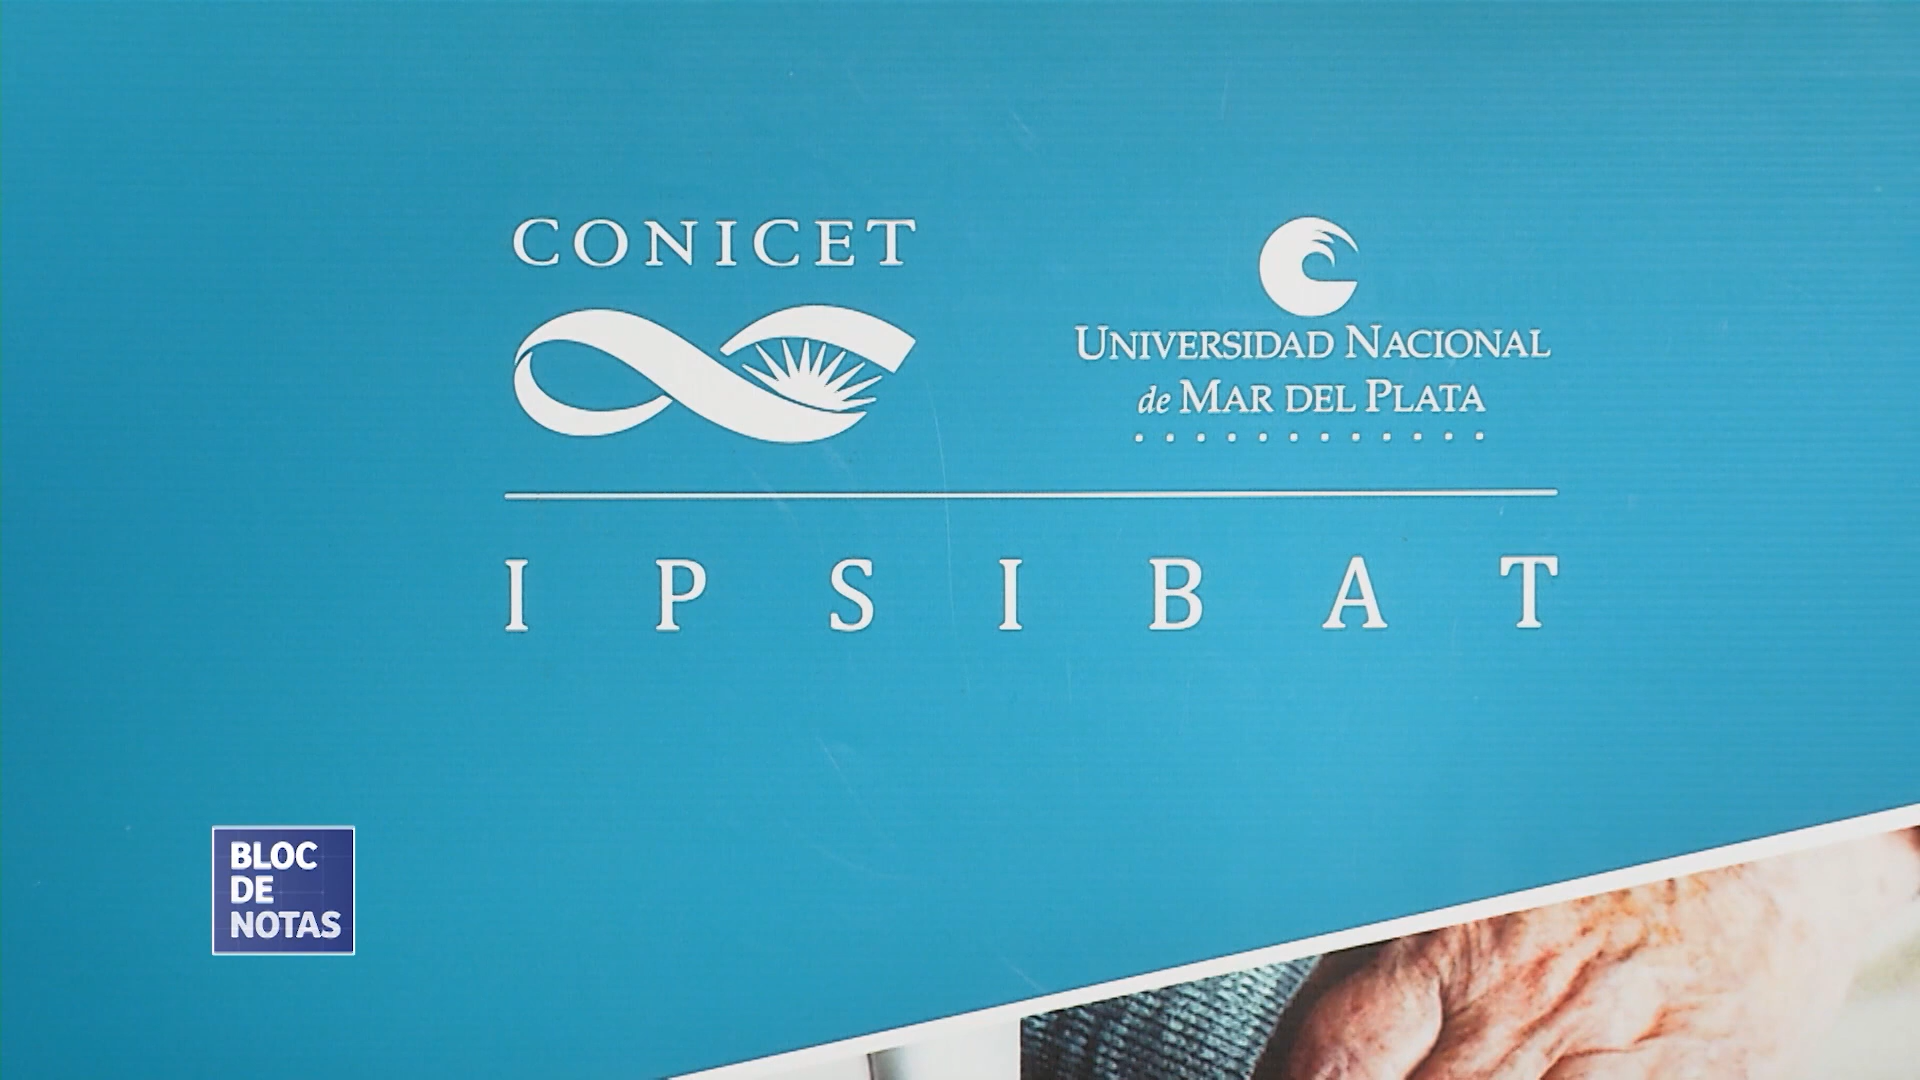 CONICET
UNIVERSIDAD NACIONAL
de MAR DEL PLATA
IPSIBAT
BLOC
DE
NOTAS